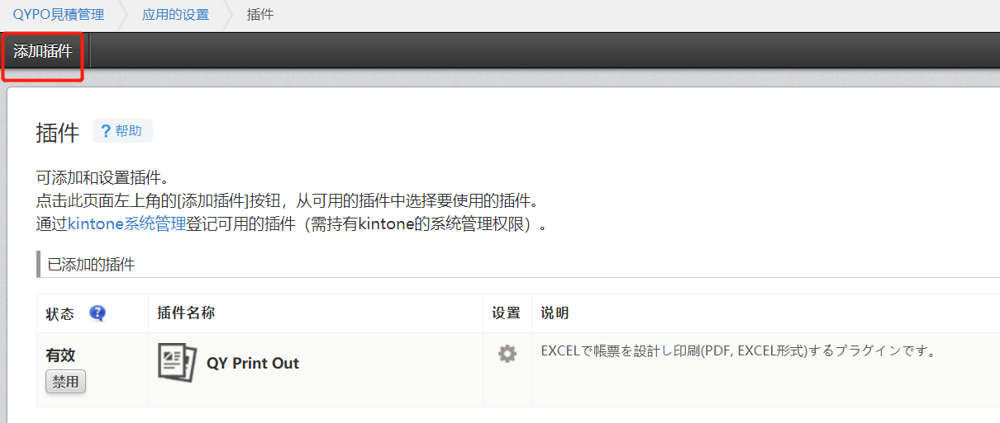 QYPO見積管理 应用的设置 插件
添加插件
插件 ? 帮助
可添加和设置插件。
点击此页面左上角的[添加插件]按钮，从可用的插件中选择要使用的插件。
通过kintone系统管理登记可用的插件（需持有kintone的系统管理权限）。
已添加的插件
状态 ? 插件名称 设置 说明
有效 QY Print Out EXCELで帳票を設計し印刷(PDF, EXCEL形式)するプラグインです。
禁用